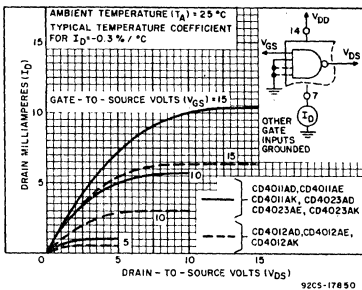 AMBIENT TEMPERATURE (TA) = 25 °C
TYPICAL TEMPERATURE COEFFICIENT
FOR ID = -0.3 % / °C
VDD
14
VGS
VDS
7
ID
OTHER
GATE
INPUTS
GROUNDED
DRAIN MILLIAMPERES (ID)
15
10
5
0
GATE - TO - SOURCE VOLTS (VGS) = 15
15
10
10
5
CD4011AD, CD4011AE
CD4011AK, CD4023AD
CD4023AE, CD4023AK
CD4012AD, CD4012AE,
CD4012AK
5
10
15
DRAIN - TO - SOURCE VOLTS (VDS)
92CS-17850